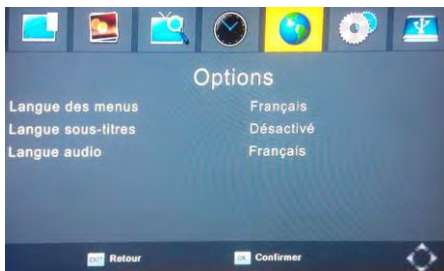 Options
Langue des menus Français
Langue sous-titres Désactivé
Langue audio Français
EXIT Retour OK Confirmer